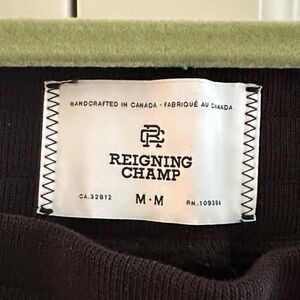 HANDCRAFTED IN CANADA · FABRIQUÉ AU CANADA
RC
REIGNING
CHAMP
CA.32812 M·M RN.109384